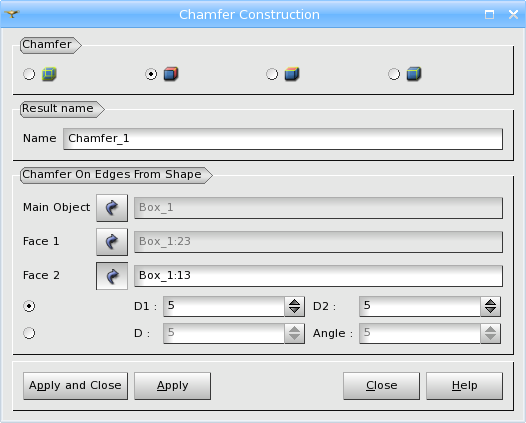 Chamfer Construction
Chamfer
Result name
Name Chamfer_1
Chamfer On Edges From Shape
Main Object Box_1
Face 1 Box_1:23
Face 2 Box_1:13
D1 : 5 D2 : 5
D : 5 Angle : 5
Apply and Close Apply Close Help